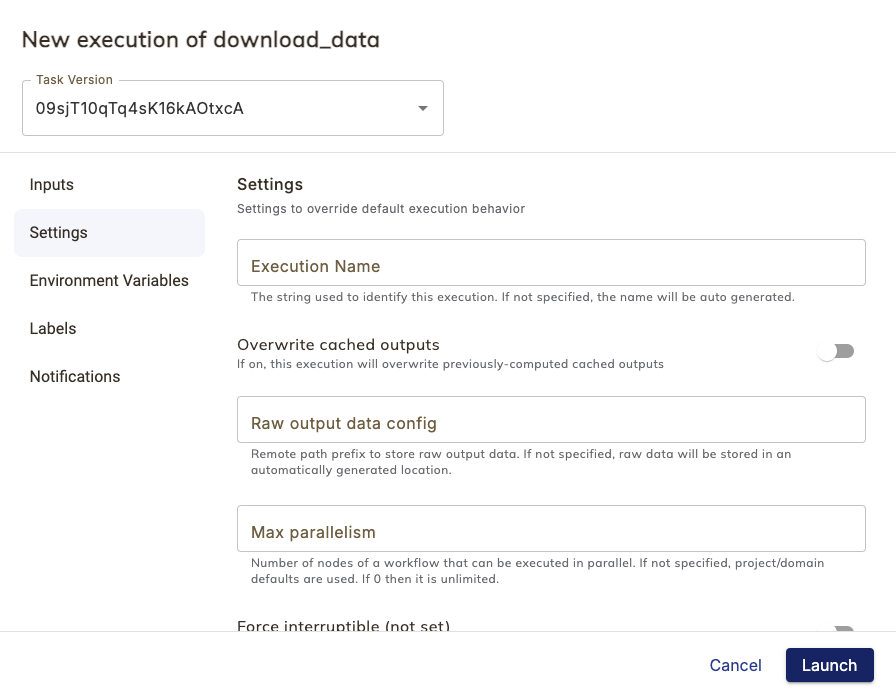 New execution of download_data
Task Version
09sjT10qTq4sK16kAOtxcA
Inputs
Settings
Environment Variables
Labels
Notifications
Settings
Settings to override default execution behavior
Execution Name
The string used to identify this execution. If not specified, the name will be auto generated.
Overwrite cached outputs
If on, this execution will overwrite previously-computed cached outputs
Raw output data config
Remote path prefix to store raw output data. If not specified, raw data will be stored in an
automatically generated location.
Max parallelism
Number of nodes of a workflow that can be executed in parallel. If not specified, project/domain
defaults are used. If 0 then it is unlimited.
Force interruptible (not set)
Cancel
Launch